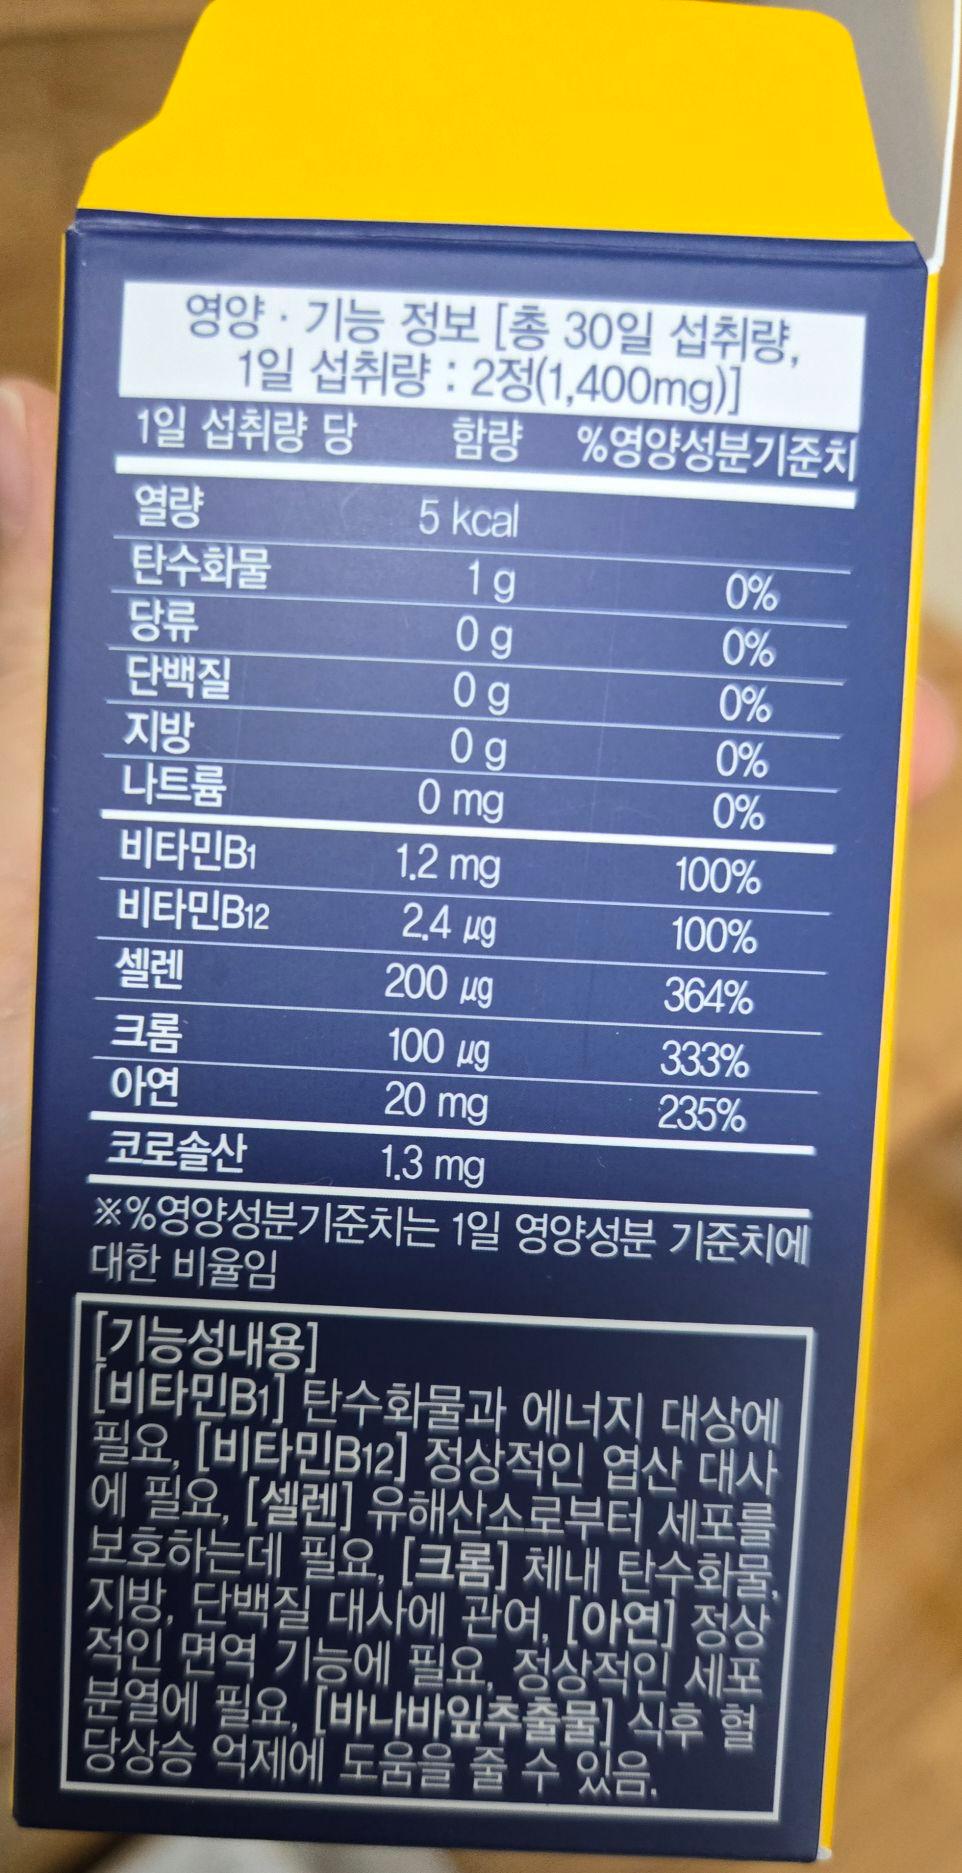 영양 · 기능 정보 [총 30일 섭취량,
1일 섭취량 : 2정(1,400mg)]
1일 섭취량 당 함량 %영양성분기준치
열량 5 kcal
탄수화물 1 g 0%
당류 0 g 0%
단백질 0 g 0%
지방 0 g 0%
나트륨 0 mg 0%
비타민B1 1.2 mg 100%
비타민B12 2.4 µg 100%
셀렌 200 µg 364%
크롬 100 µg 333%
아연 20 mg 235%
코로솔산 1.3 mg
※%영양성분기준치는 1일 영양성분 기준치에
대한 비율임
[기능성내용]
[비타민B1] 탄수화물과 에너지 대상에
필요, [비타민B12] 정상적인 엽산 대사
에 필요, [셀렌] 유해산소로부터 세포를
보호하는데 필요, [크롬] 체내 탄수화물,
지방, 단백질 대사에 관여, [아연] 정상
적인 면역 기능에 필요, 정상적인 세포
분열에 필요, [바나바잎추출물] 식후 혈
당상승 억제에 도움을 줄 수 있음.